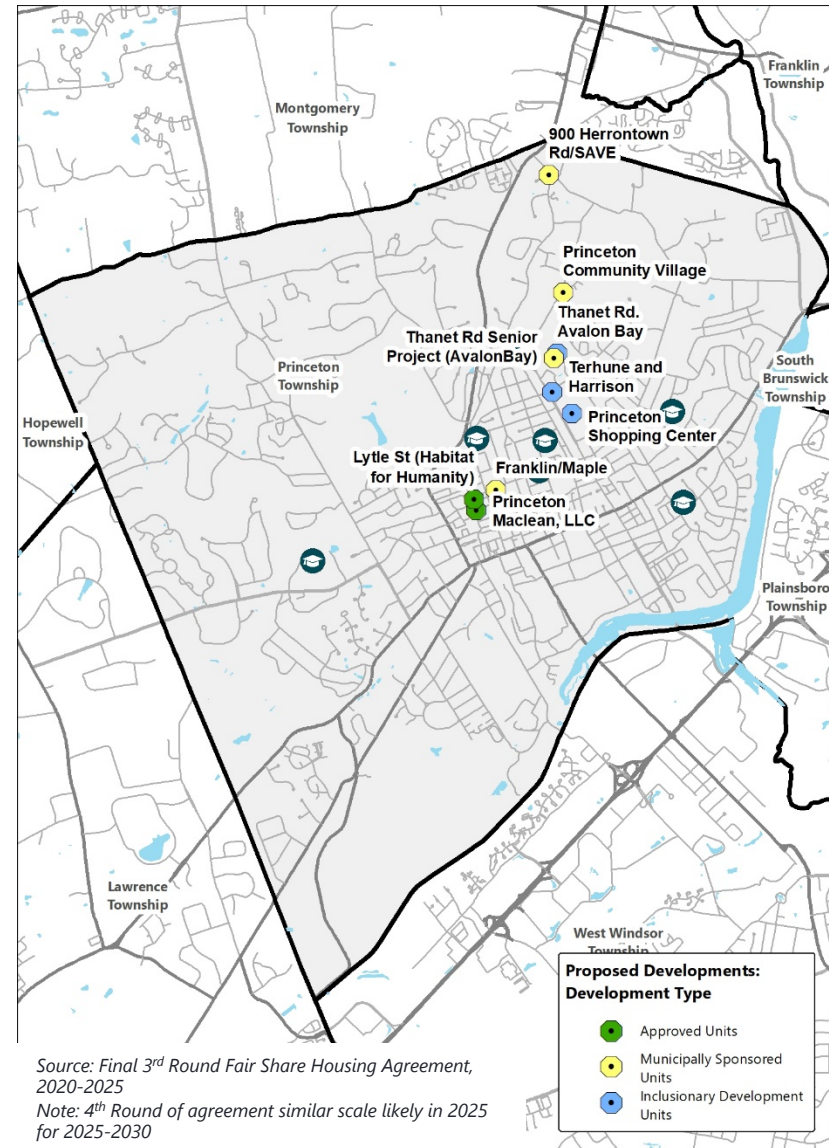 Franklin
Township
Montgomery
Township
900 Herrontown
Rd/SAVE
Princeton
Community Village
Thanet Rd.
Avalon Bay
Thanet Rd Senior
Project (AvalonBay)
Princeton
Township
Terhune and
Harrison
South
Brunswick
Township
Hopewell
Township
Princeton
Shopping Center
Lytle St (Habitat
for Humanity)
Franklin/Maple
Princeton
Maclean, LLC
Plainsboro
Township
Lawrence
Township
West Windsor
Township
Proposed Developments:
Development Type
Approved Units
Municipally Sponsored
Units
Inclusionary Development
Units
Source: Final 3rd Round Fair Share Housing Agreement,
2020-2025
Note: 4th Round of agreement similar scale likely in 2025
for 2025-2030